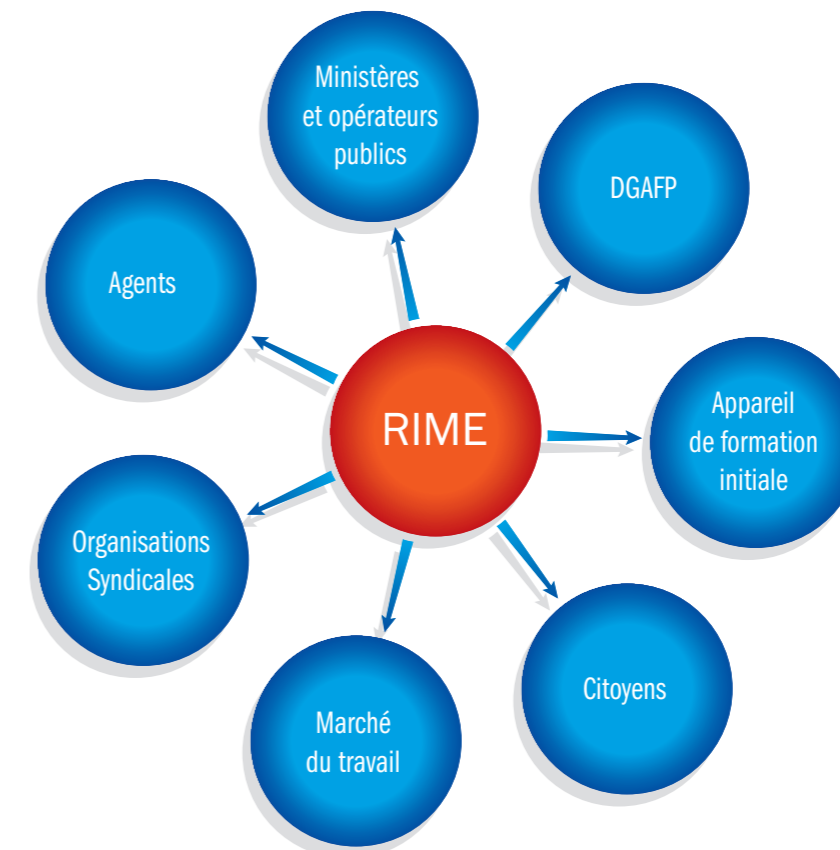 Ministères
et opérateurs
publics
DGAFP
Agents
Appareil
de formation
initiale
RIME
Organisations
Syndicales
Citoyens
Marché
du travail